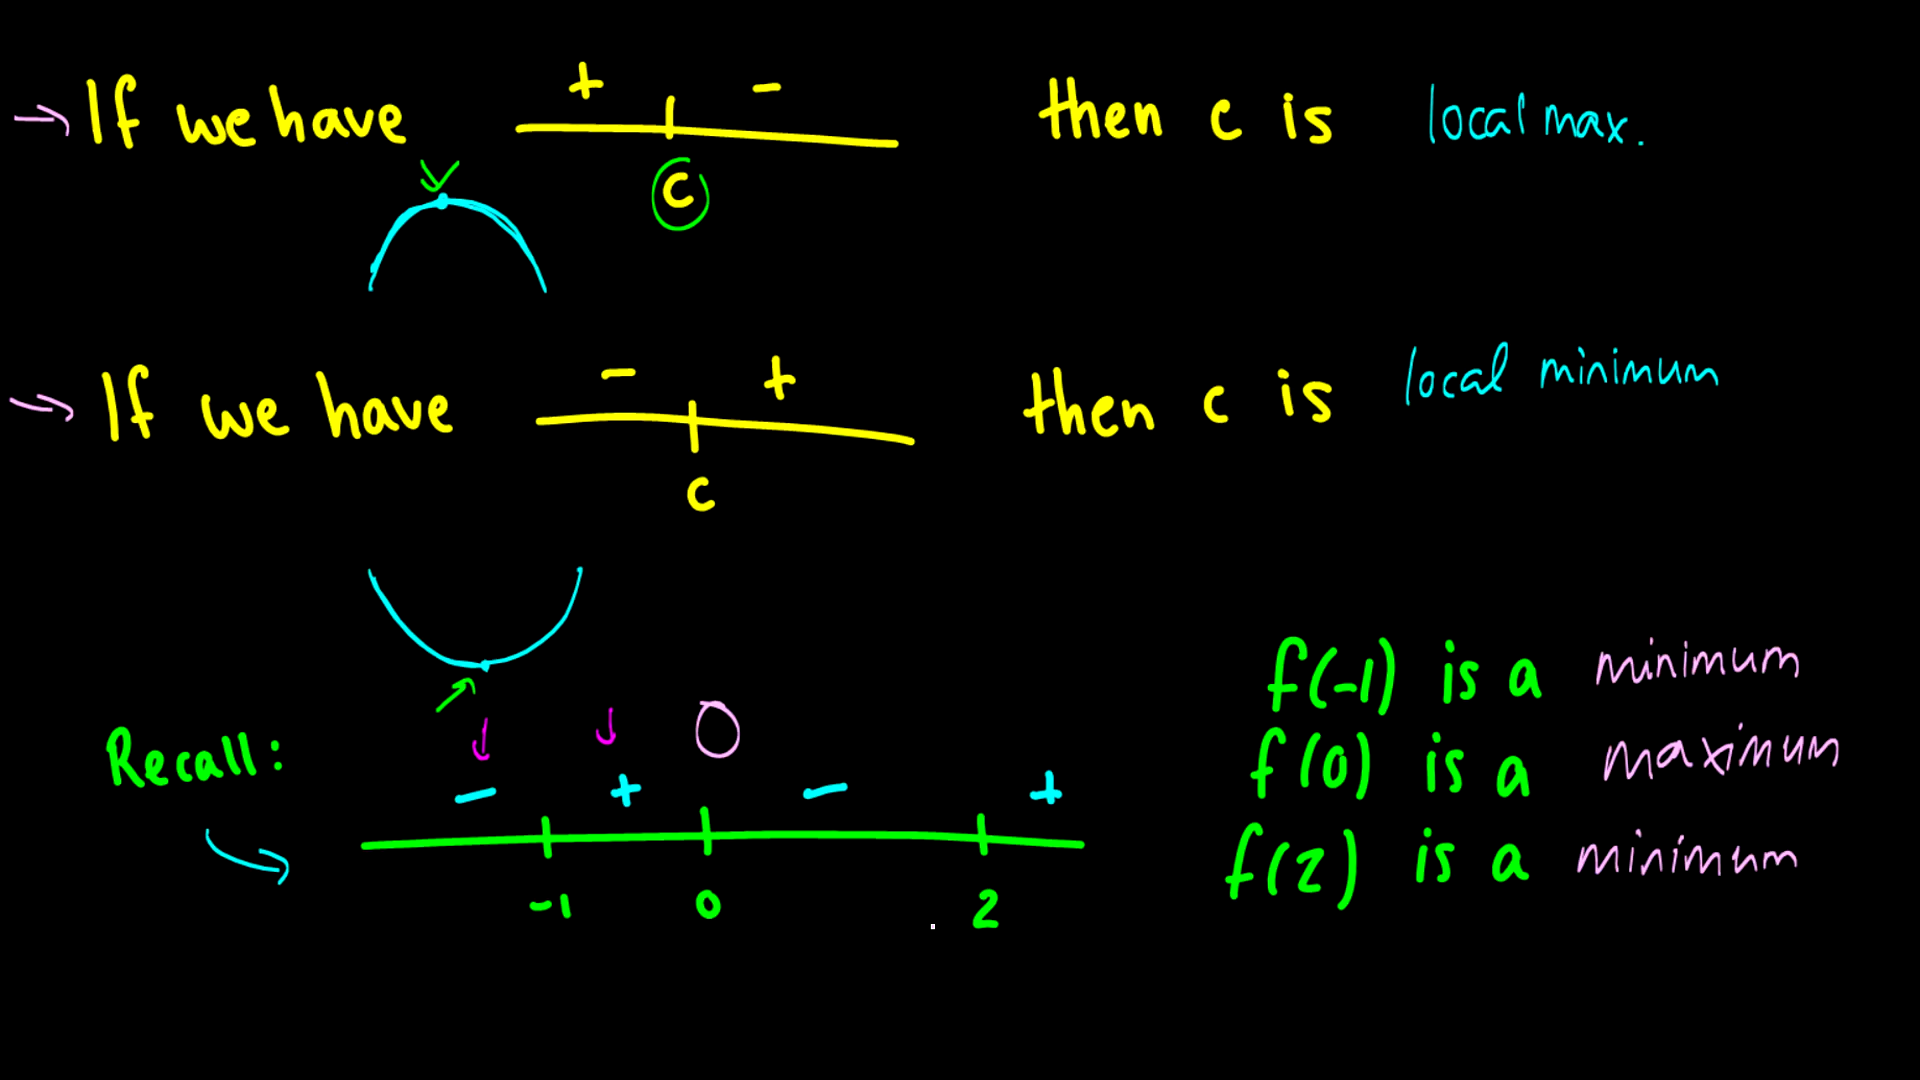 + -
If we have then c is local max.
c
- +
If we have then c is local minimum
c
f(-1) is a minimum
Recall:
- + - +
f(0) is a maximum
f(2) is a minimum
-1 0 2